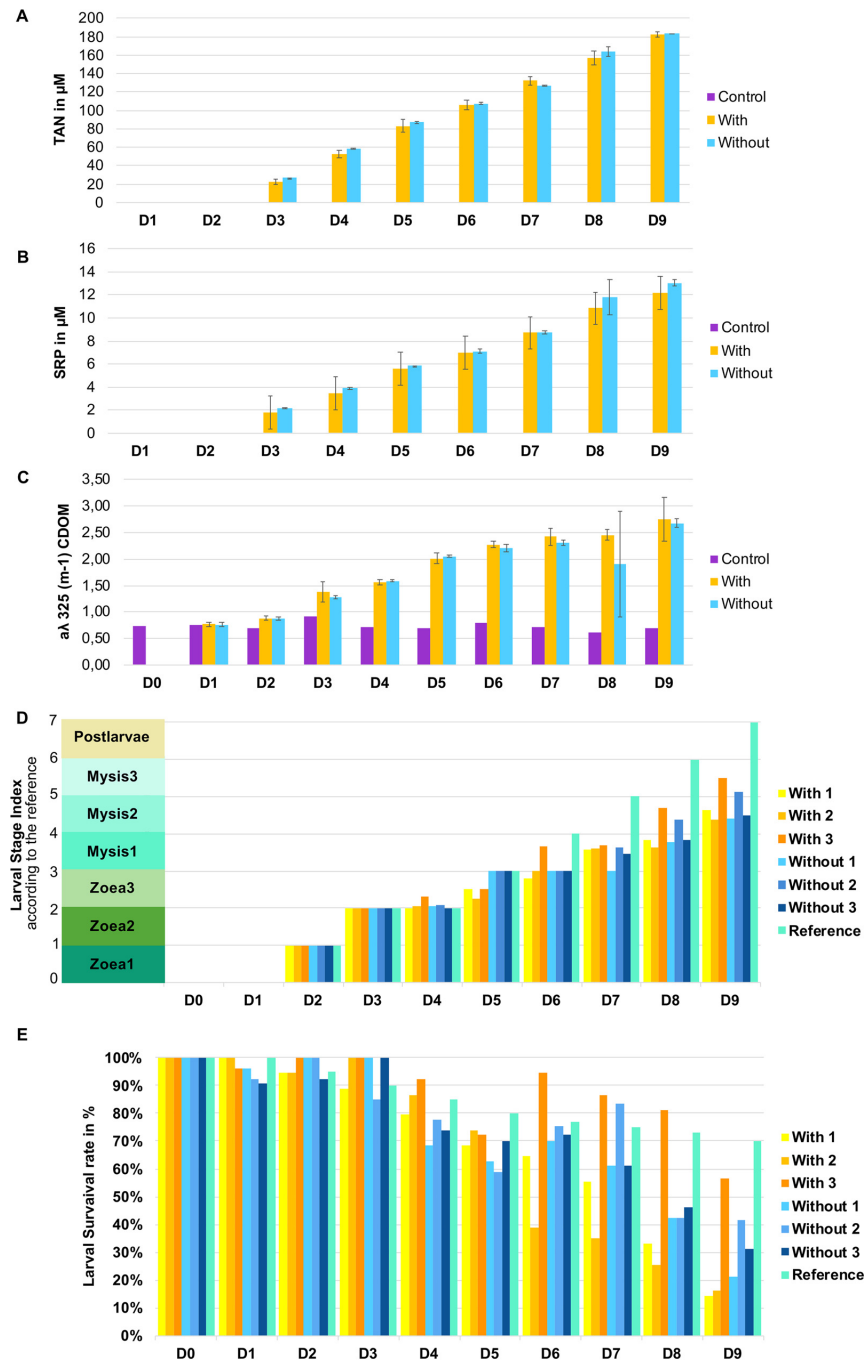 A
TAN in µM
200
180
160
140
120
100
80
60
40
20
0
D1 D2 D3 D4 D5 D6 D7 D8 D9
Control
With
Without
B
SRP in µM
16
14
12
10
8
6
4
2
0
D1 D2 D3 D4 D5 D6 D7 D8 D9
Control
With
Without
C
aλ 325 (m-1) CDOM
3,50
3,00
2,50
2,00
1,50
1,00
0,50
0,00
D0 D1 D2 D3 D4 D5 D6 D7 D8 D9
Control
With
Without
D
Larval Stage Index
according to the reference
7
6
5
4
3
2
1
0
Postlarvae
Mysis3
Mysis2
Mysis1
Zoea3
Zoea2
Zoea1
D0 D1 D2 D3 D4 D5 D6 D7 D8 D9
With 1
With 2
With 3
Without 1
Without 2
Without 3
Reference
E
Larval Survaival rate in %
100%
90%
80%
70%
60%
50%
40%
30%
20%
10%
0%
D0 D1 D2 D3 D4 D5 D6 D7 D8 D9
With 1
With 2
With 3
Without 1
Without 2
Without 3
Reference